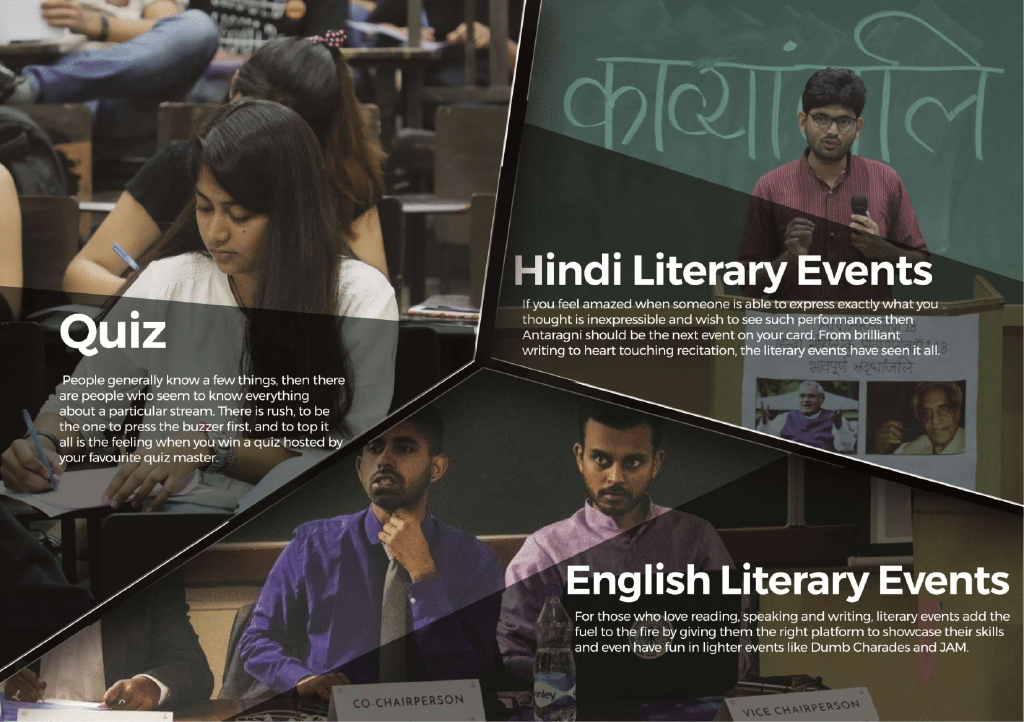 काव्यांजलि
Quiz
People generally know a few things, then there
are people who seem to know everything
about a particular stream. There is rush, to be
the one to press the buzzer first, and to top it
all is the feeling when you win a quiz hosted by
your favourite quiz master.
Hindi Literary Events
If you feel amazed when someone is able to express exactly what you
thought is inexpressible and wish to see such performances then
Antaragni should be the next event on your card. From brilliant
writing to heart touching recitation, the literary events have seen it all.
भावपूर्ण श्रद्धांजलि
English Literary Events
For those who love reading, speaking and writing, literary events add the
fuel to the fire by giving them the right platform to showcase their skills
and even have fun in lighter events like Dumb Charades and JAM.
CO-CHAIRPERSON
VICE CHAIRPERSON